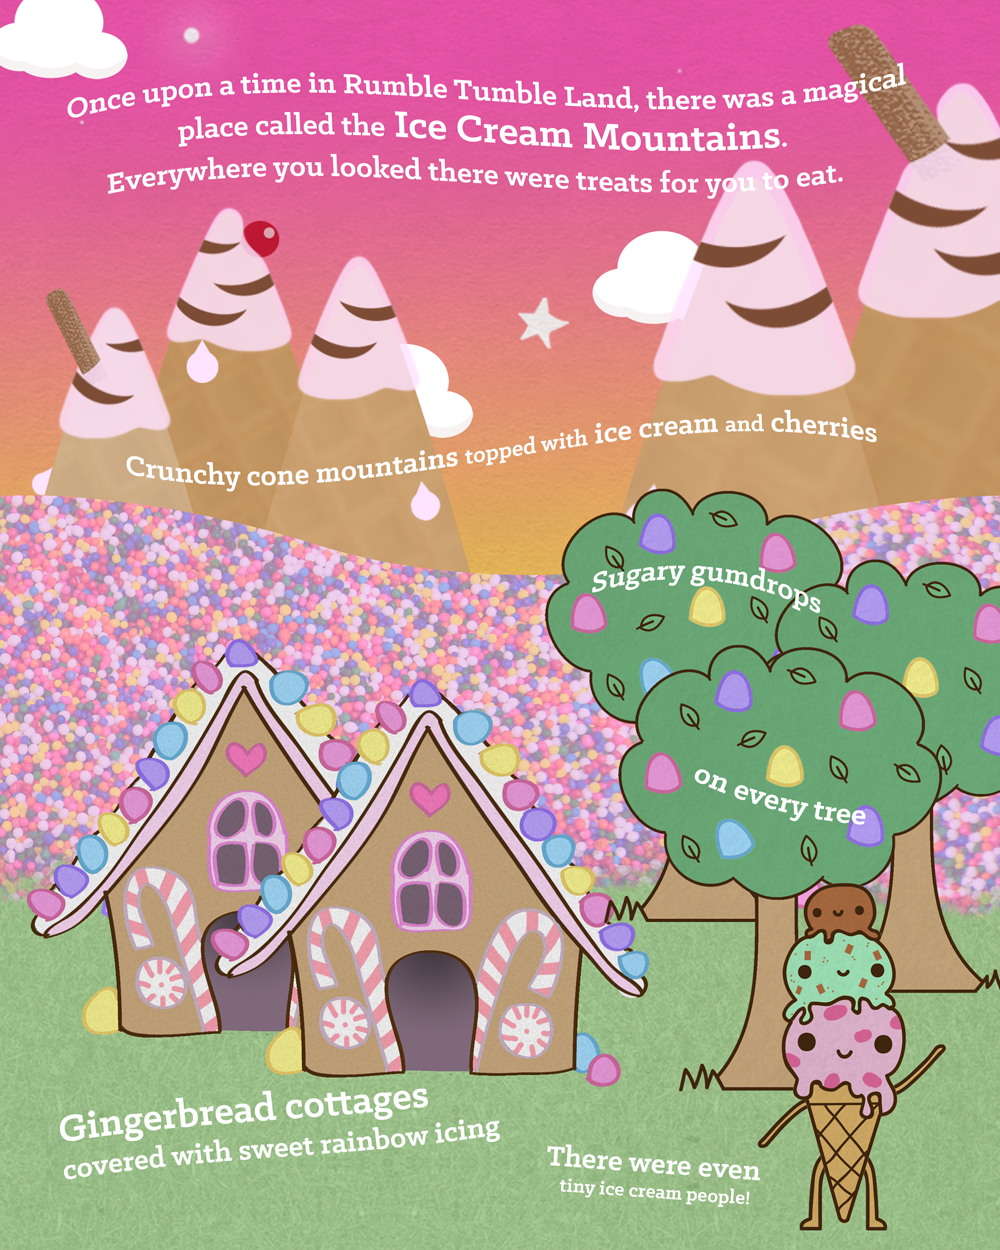 Once upon a time in Rumble Tumble Land, there was a magical
place called the Ice Cream Mountains.
Everywhere you looked there were treats for you to eat.
Crunchy cone mountains topped with ice cream and cherries
Sugary gumdrops
on every tree
Gingerbread cottages
covered with sweet rainbow icing
There were even
tiny ice cream people!